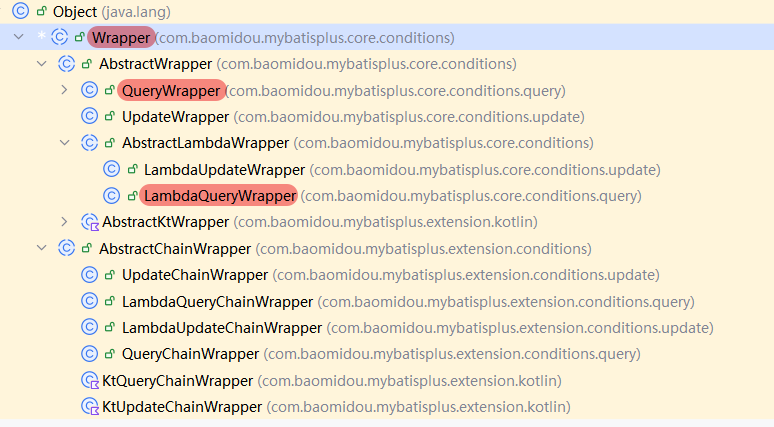 Object (java.lang)
Wrapper (com.baomidou.mybatisplus.core.conditions)
AbstractWrapper (com.baomidou.mybatisplus.core.conditions)
QueryWrapper (com.baomidou.mybatisplus.core.conditions.query)
UpdateWrapper (com.baomidou.mybatisplus.core.conditions.update)
AbstractLambdaWrapper (com.baomidou.mybatisplus.core.conditions)
LambdaUpdateWrapper (com.baomidou.mybatisplus.core.conditions.update)
LambdaQueryWrapper (com.baomidou.mybatisplus.core.conditions.query)
AbstractKtWrapper (com.baomidou.mybatisplus.extension.kotlin)
AbstractChainWrapper (com.baomidou.mybatisplus.extension.conditions)
UpdateChainWrapper (com.baomidou.mybatisplus.extension.conditions.update)
LambdaQueryChainWrapper (com.baomidou.mybatisplus.extension.conditions.query)
LambdaUpdateChainWrapper (com.baomidou.mybatisplus.extension.conditions.update)
QueryChainWrapper (com.baomidou.mybatisplus.extension.conditions.query)
KtQueryChainWrapper (com.baomidou.mybatisplus.extension.kotlin)
KtUpdateChainWrapper (com.baomidou.mybatisplus.extension.kotlin)